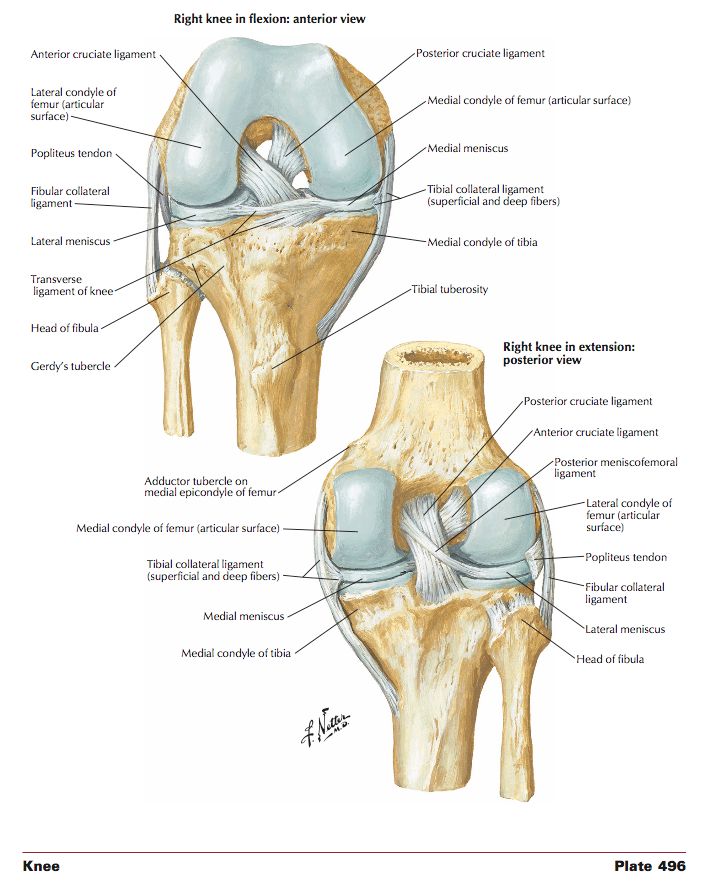 Right knee in flexion: anterior view
Anterior cruciate ligament
Lateral condyle of
femur (articular
surface)
Popliteus tendon
Fibular collateral
ligament
Lateral meniscus
Transverse
ligament of knee
Head of fibula
Gerdy's tubercle
Posterior cruciate ligament
Medial condyle of femur (articular surface)
Medial meniscus
Tibial collateral ligament
(superficial and deep fibers)
Medial condyle of tibia
Tibial tuberosity
Right knee in extension:
posterior view
Adductor tubercle on
medial epicondyle of femur
Medial condyle of femur (articular surface)
Tibial collateral ligament
(superficial and deep fibers)
Medial meniscus
Medial condyle of tibia
Posterior cruciate ligament
Anterior cruciate ligament
Posterior meniscofemoral
ligament
Lateral condyle of
femur (articular
surface)
Popliteus tendon
Fibular collateral
ligament
Lateral meniscus
Head of fibula
F. Netter
M.D.
Knee
Plate 496